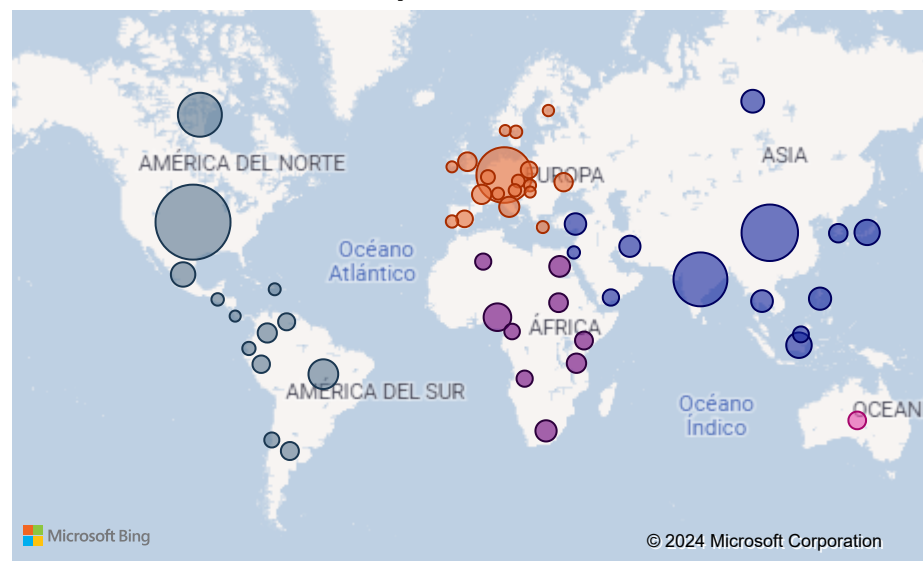 AMÉRICA DEL NORTE
EUROPA
ASIA
Océano
Atlántico
ÁFRICA
AMÉRICA DEL SUR
Océano
Índico
OCEAN
Microsoft Bing
© 2024 Microsoft Corporation